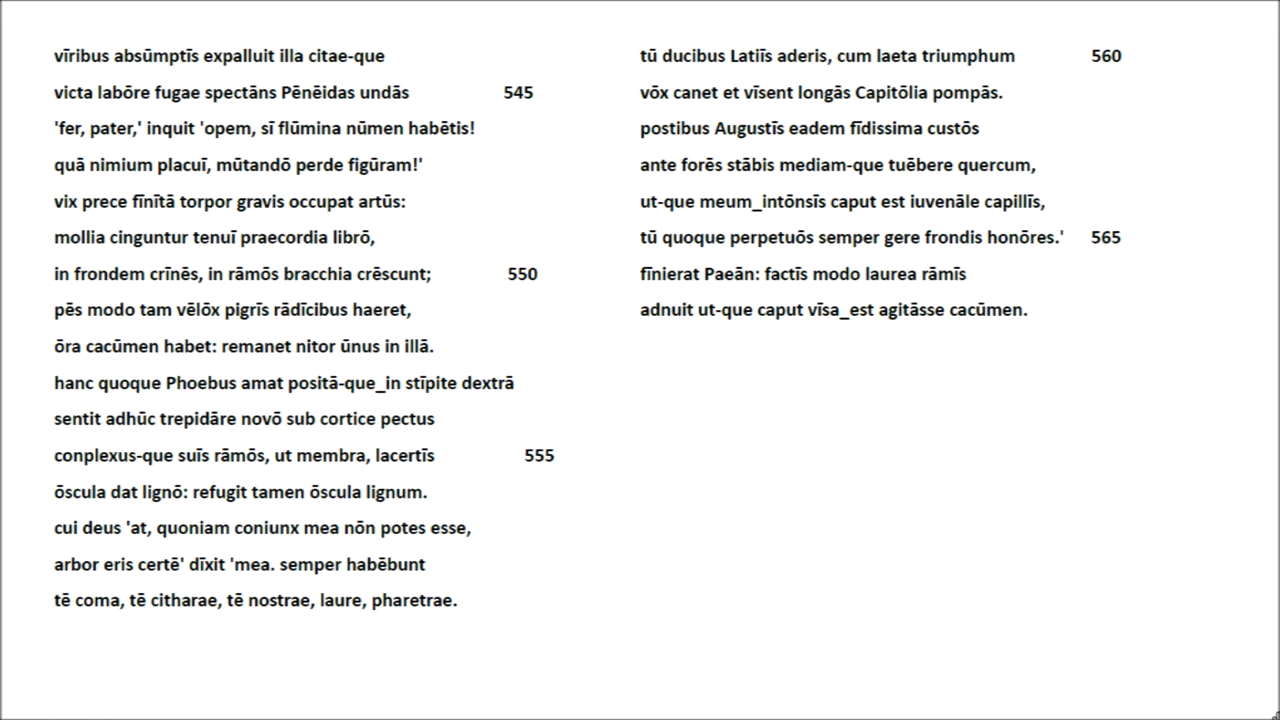 vīribus absūmptīs expalluit illa citae-que
victa labōre fugae spectāns Pēnēidas undās 545
'fer, pater,' inquit 'opem, sī flūmina nūmen habētis!
quā nimium placuī, mūtandō perde figūram!'
vix prece fīnītā torpor gravis occupat artūs:
mollia cinguntur tenuī praecordia librō,
in frondem crīnēs, in rāmōs bracchia crēscunt; 550
pēs modo tam vēlōx pigrīs rādīcibus haeret,
ōra cacūmen habet: remanet nitor ūnus in illā.
hanc quoque Phoebus amat positā-que_in stīpite dextrā
sentit adhūc trepidāre novō sub cortice pectus
conplexus-que suīs rāmōs, ut membra, lacertīs 555
ōscula dat lignō: refugit tamen ōscula lignum.
cui deus 'at, quoniam coniunx mea nōn potes esse,
arbor eris certē' dīxit 'mea. semper habēbunt
tē coma, tē citharae, tē nostrae, laure, pharetrae.
tū ducibus Latiīs aderis, cum laeta triumphum 560
vōx canet et vīsent longās Capitōlia pompās.
postibus Augustīs eadem fīdissima custōs
ante forēs stābis mediam-que tuēbere quercum,
ut-que meum_intōnsīs caput est iuvenāle capillīs,
tū quoque perpetuōs semper gere frondis honōres.' 565
fīnierat Paeān: factīs modo laurea rāmīs
adnuit ut-que caput vīsa_est agitāsse cacūmen.